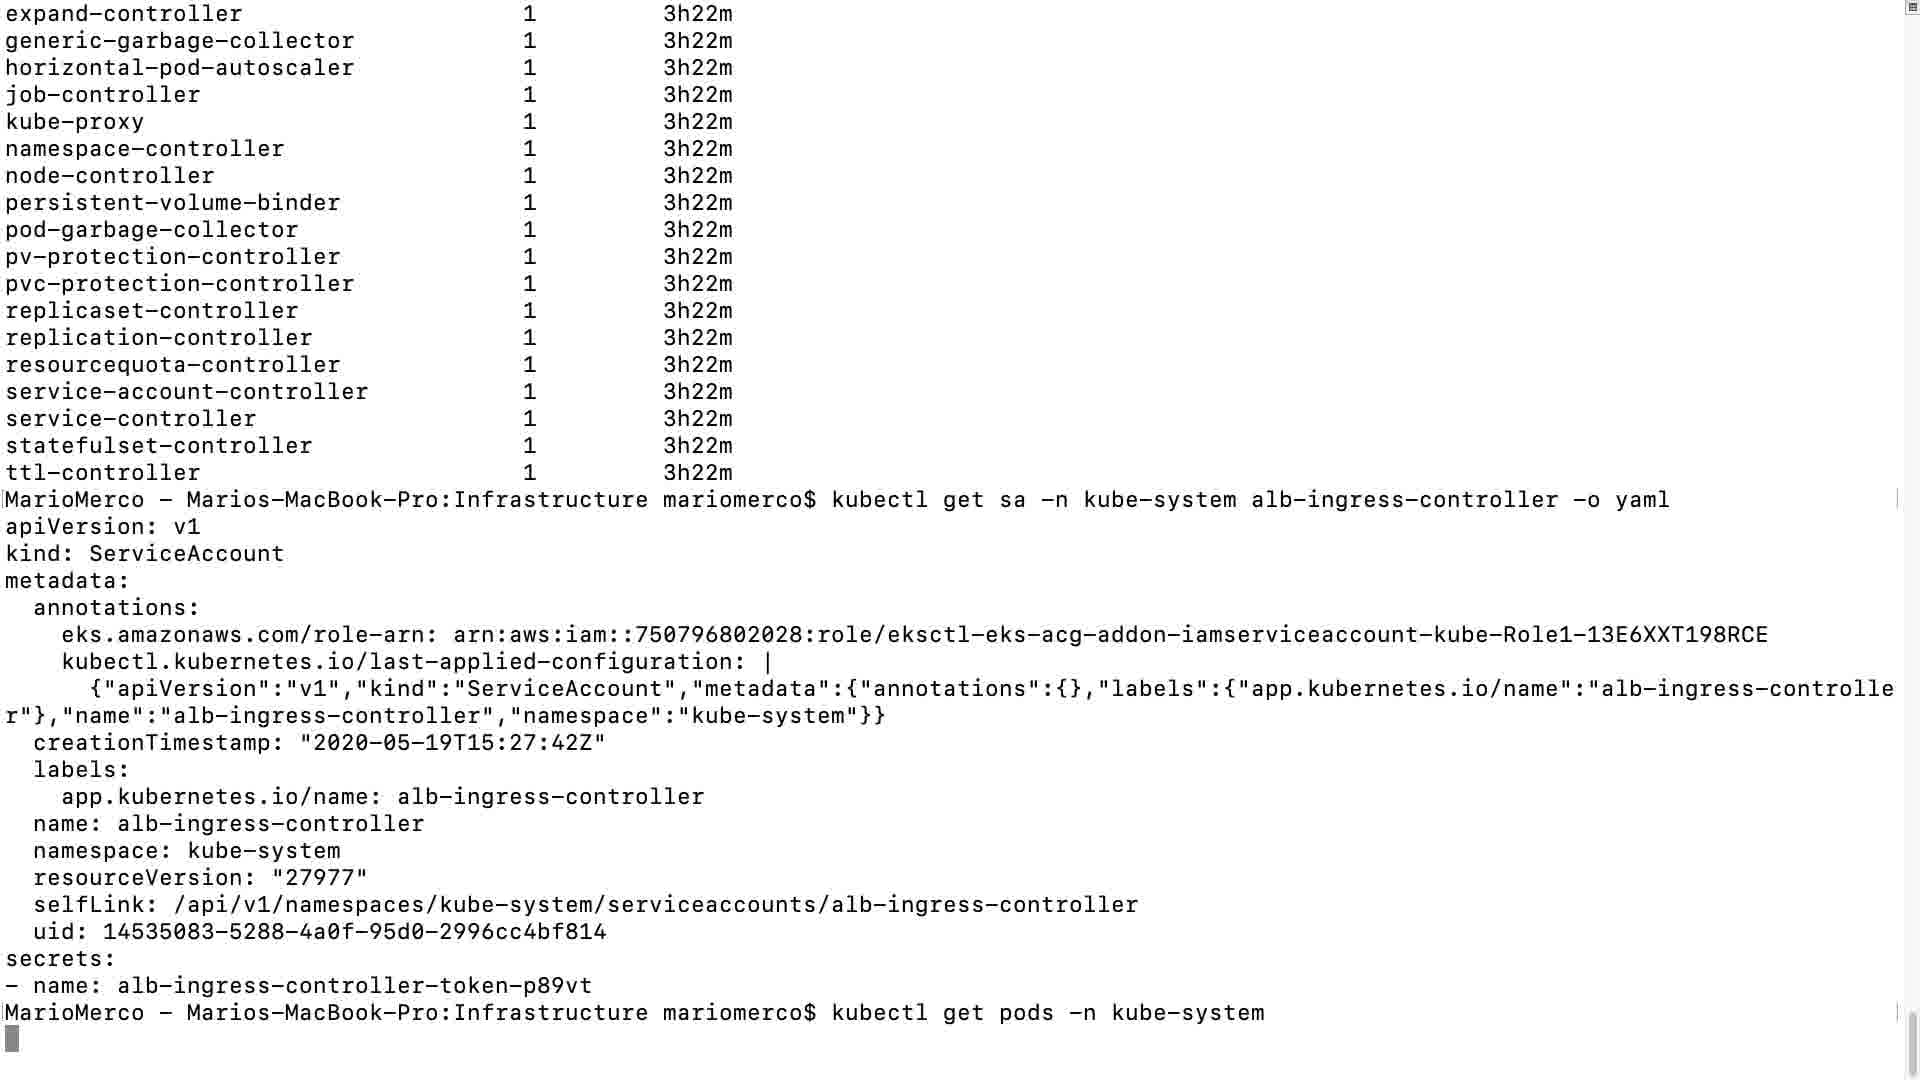 expand-controller 1 3h22m
generic-garbage-collector 1 3h22m
horizontal-pod-autoscaler 1 3h22m
job-controller 1 3h22m
kube-proxy 1 3h22m
namespace-controller 1 3h22m
node-controller 1 3h22m
persistent-volume-binder 1 3h22m
pod-garbage-collector 1 3h22m
pv-protection-controller 1 3h22m
pvc-protection-controller 1 3h22m
replicaset-controller 1 3h22m
replication-controller 1 3h22m
resourcequota-controller 1 3h22m
service-account-controller 1 3h22m
service-controller 1 3h22m
statefulset-controller 1 3h22m
ttl-controller 1 3h22m
MarioMerco - Marios-MacBook-Pro:Infrastructure mariomerco$ kubectl get sa -n kube-system alb-ingress-controller -o yaml
apiVersion: v1
kind: ServiceAccount
metadata:
  annotations:
    eks.amazonaws.com/role-arn: arn:aws:iam::750796802028:role/eksctl-eks-acg-addon-iamserviceaccount-kube-Role1-13E6XXT198RCE
    kubectl.kubernetes.io/last-applied-configuration: |
      {"apiVersion":"v1","kind":"ServiceAccount","metadata":{"annotations":{},"labels":{"app.kubernetes.io/name":"alb-ingress-controlle
r"},"name":"alb-ingress-controller","namespace":"kube-system"}}
  creationTimestamp: "2020-05-19T15:27:42Z"
  labels:
    app.kubernetes.io/name: alb-ingress-controller
  name: alb-ingress-controller
  namespace: kube-system
  resourceVersion: "27977"
  selfLink: /api/v1/namespaces/kube-system/serviceaccounts/alb-ingress-controller
  uid: 14535083-5288-4a0f-95d0-2996cc4bf814
secrets:
- name: alb-ingress-controller-token-p89vt
MarioMerco - Marios-MacBook-Pro:Infrastructure mariomerco$ kubectl get pods -n kube-system